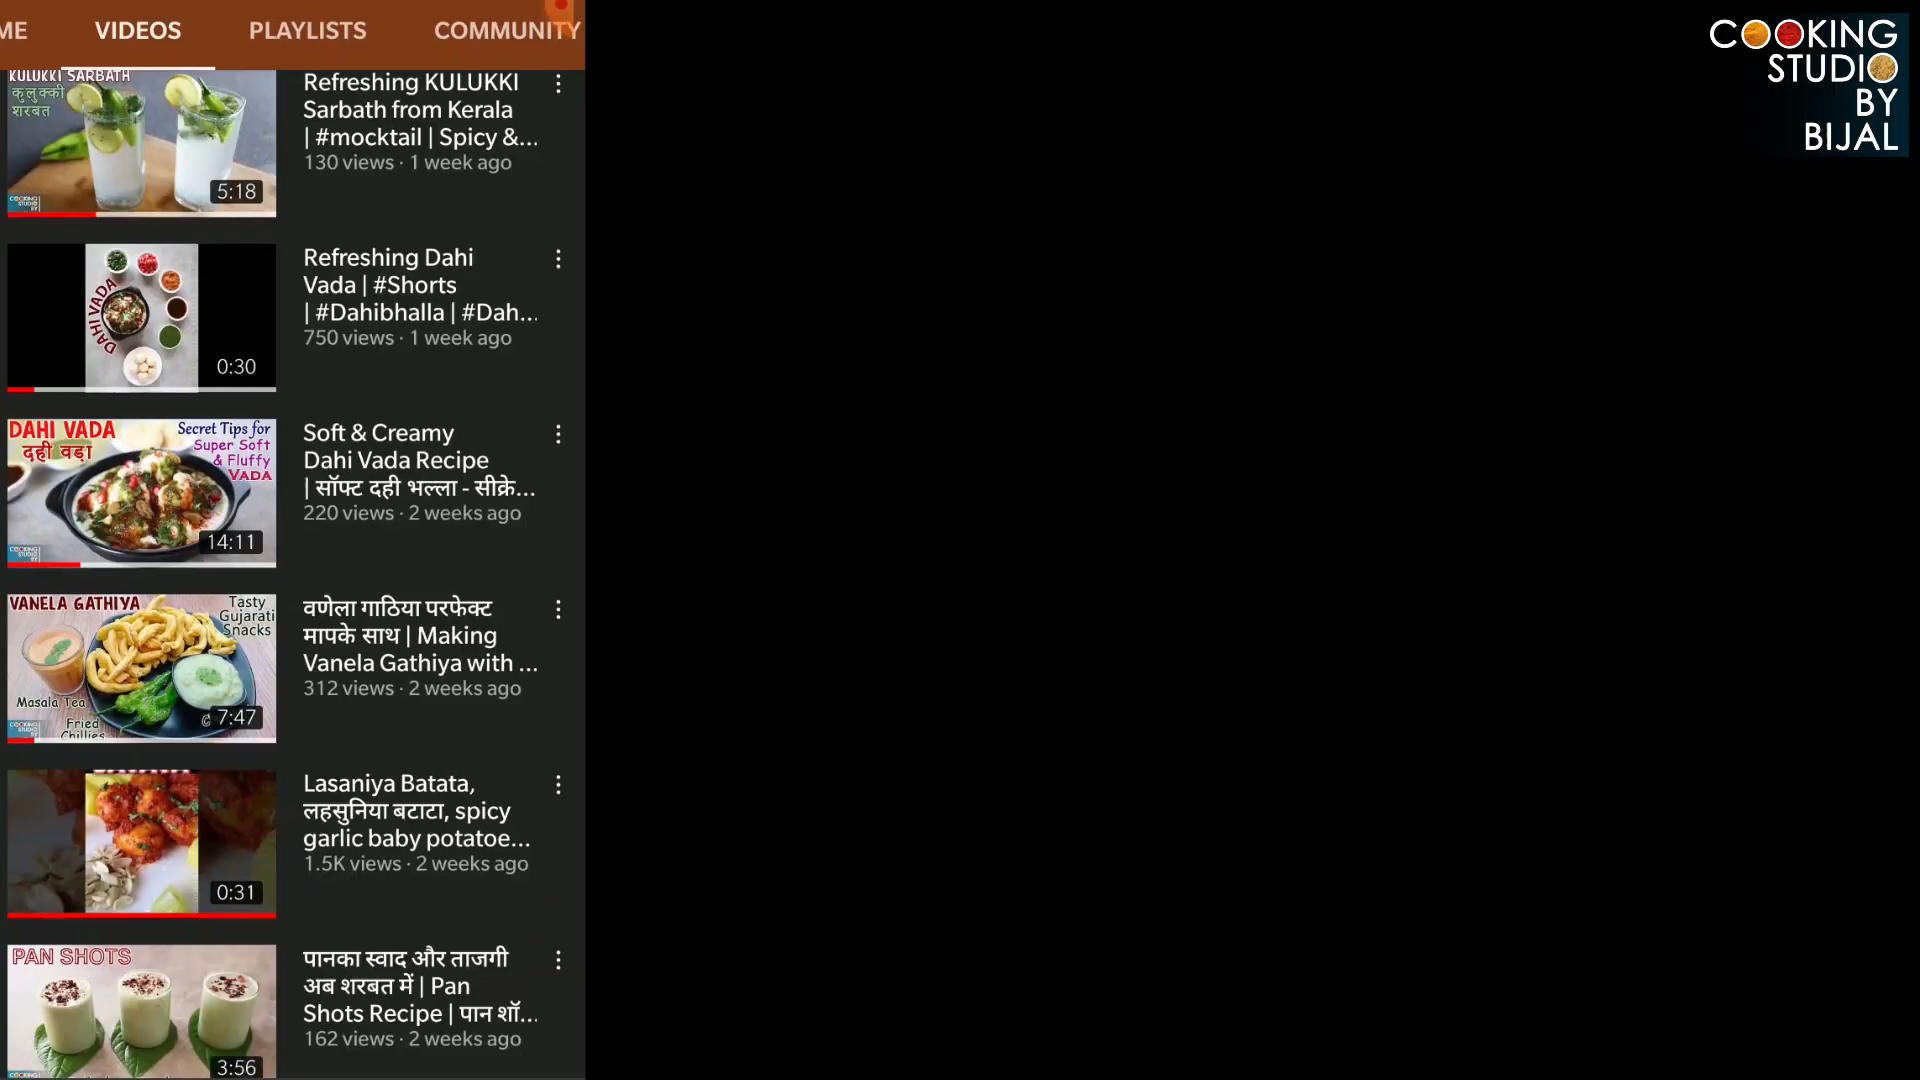 ME
VIDEOS
PLAYLISTS
COMMUNITY
COOKING
STUDIO
BY
BIJAL
KULUKKI SARBATH
कुलुक्की
शरबत
5:18
Refreshing KULUKKI
Sarbath from Kerala
| #mocktail | Spicy &...
130 views · 1 week ago
DAHI VADA
0:30
Refreshing Dahi
Vada | #Shorts
| #Dahibhalla | #Dah...
750 views · 1 week ago
DAHI VADA
दही वड़ा
Secret Tips for
Super Soft
& Fluffy
VADA
COOKING
STUDIO
BY
14:11
Soft & Creamy
Dahi Vada Recipe
| सॉफ्ट दही भल्ला - सीक्रे...
220 views · 2 weeks ago
VANELA GATHIYA
Tasty
Gujarati
Snacks
Masala Tea
Fried
Chillies
COOKING
STUDIO
BY
7:47
वणेला गाठिया परफेक्ट
मापके साथ | Making
Vanela Gathiya with ...
312 views · 2 weeks ago
0:31
Lasaniya Batata,
लहसुनिया बटाटा, spicy
garlic baby potatoe...
1.5K views · 2 weeks ago
PAN SHOTS
3:56
पानका स्वाद और ताजगी
अब शरबत में | Pan
Shots Recipe | पान शॉ...
162 views · 2 weeks ago